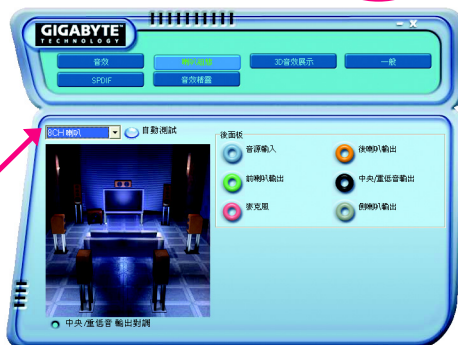 GIGABYTE™
TECHNOLOGY
- x
音效 喇叭組態 3D音效展示 一般
SPDIF 音效精靈
8CH 喇叭 自動測試
後面板
音源輸入 後喇叭輸出
前喇叭輸出 中央/重低音輸出
麥克風 側喇叭輸出
中央/重低音 輸出對調